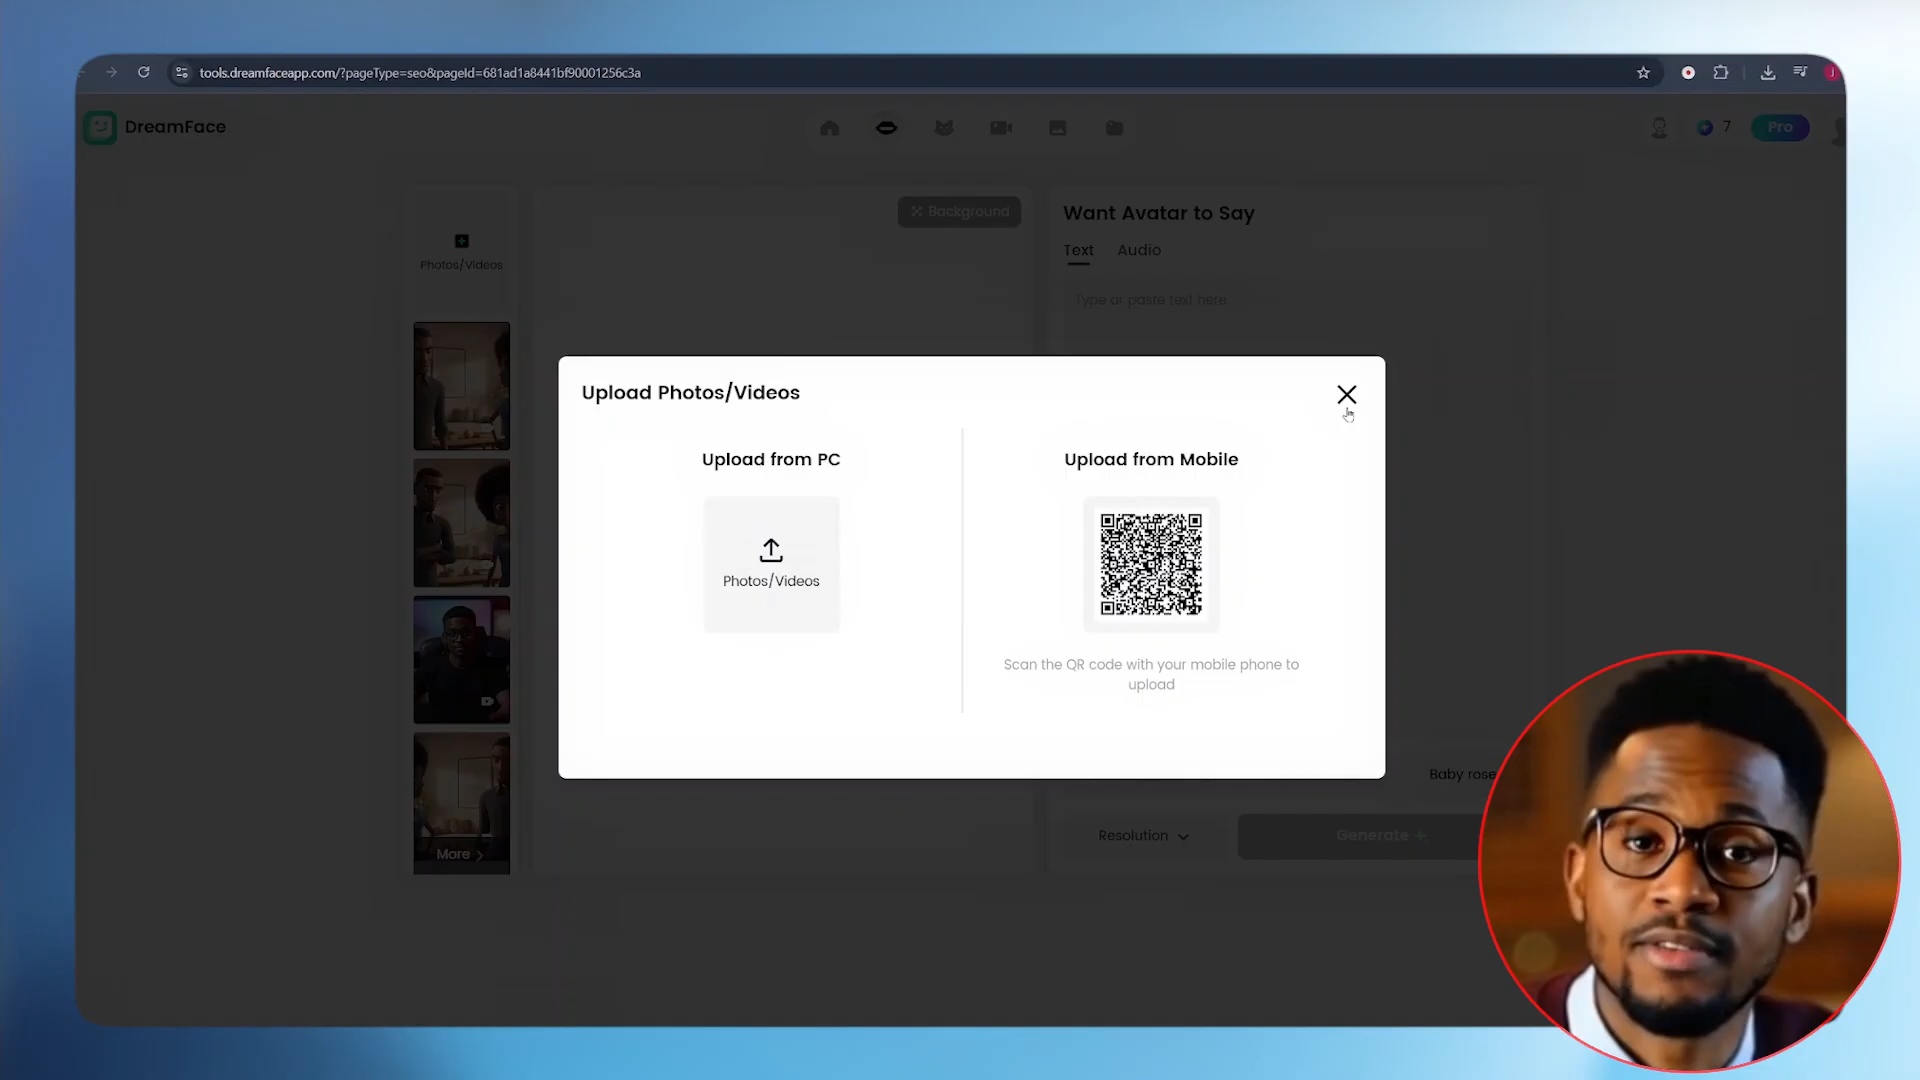 tools.dreamfaceapp.com/?pageType=seo&pageId=681ad1a8441bf90001256c3a
J
DreamFace
7
Pro
Photos/Videos
Background
Want Avatar to Say
Text Audio
Type or paste text here
Upload Photos/Videos
Upload from PC
Photos/Videos
Upload from Mobile
Scan the QR code with your mobile phone to
upload
Baby rose
More
Resolution
Generate